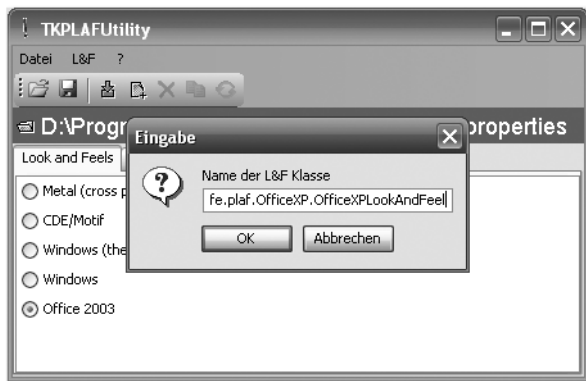 TKPLAFUtility
Datei L&F ?
D:\Progr properties
Eingabe
Look and Feels
Name der L&F Klasse
Metal (cross p
fe.plaf.OfficeXP.OfficeXPLookAndFeel
CDE/Motif
OK Abbrechen
Windows (the
Windows
Office 2003